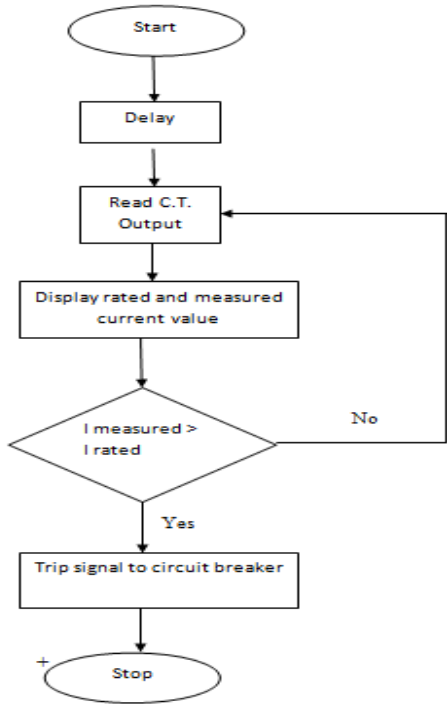 Start
Delay
Read C.T.
Output
Display rated and measured
current value
I measured >
I rated
No
Yes
Trip signal to circuit breaker
+
Stop